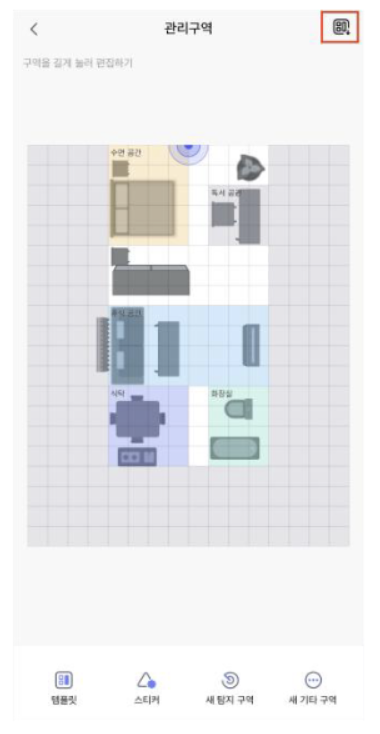 관리구역
구역을 길게 눌러 편집하기
수면 공간
독서 공간
휴식 공간
식탁
화장실
템플릿
스티커
새 탐지 구역
새 기타 구역